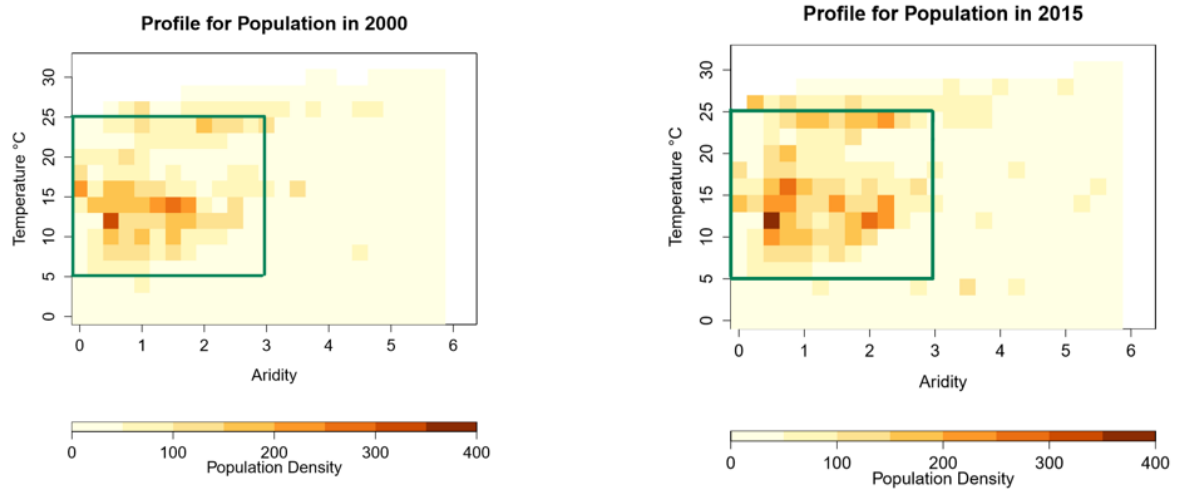 Profile for Population in 2000
30
25
20
15
10
5
0
Temperature °C
0 1 2 3 4 5 6
Aridity
0 100 200 300 400
Population Density
Profile for Population in 2015
30
25
20
15
10
5
0
Temperature °C
0 1 2 3 4 5 6
Aridity
0 100 200 300 400
Population Density